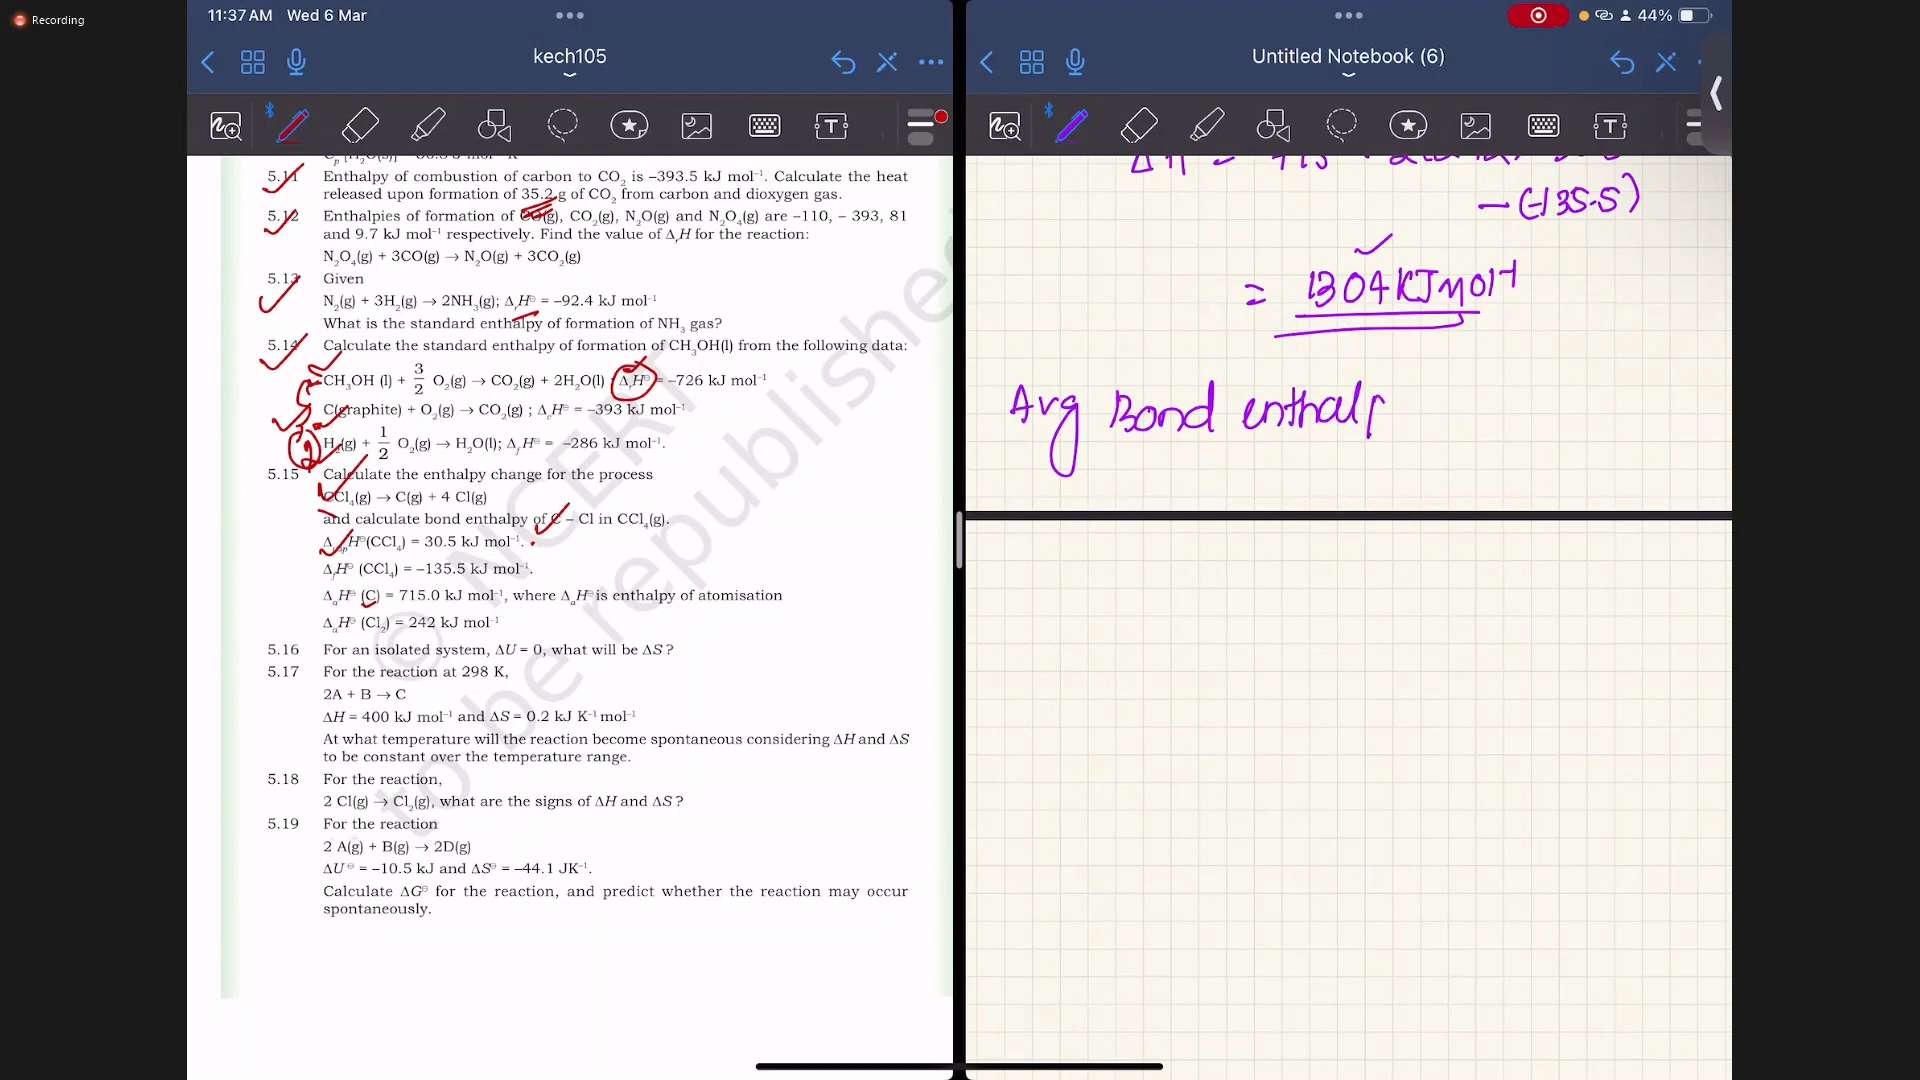 Recording
11:37AM Wed 6 Mar
44%
kech105
Untitled Notebook (6)
5.11 Enthalpy of combustion of carbon to CO₂ is –393.5 kJ mol⁻¹. Calculate the heat
released upon formation of 35.2 g of CO₂ from carbon and dioxygen gas.
5.12 Enthalpies of formation of CO(g), CO₂(g), N₂O(g) and N₂O₄(g) are –110, – 393, 81
and 9.7 kJ mol⁻¹ respectively. Find the value of ΔᵣH for the reaction:
N₂O₄(g) + 3CO(g) → N₂O(g) + 3CO₂(g)
5.13 Given
N₂(g) + 3H₂(g) → 2NH₃(g); ΔᵣH⊖ = –92.4 kJ mol⁻¹
What is the standard enthalpy of formation of NH₃ gas?
5.14 Calculate the standard enthalpy of formation of CH₃OH(l) from the following data:
CH₃OH (l) + 3/2 O₂(g) → CO₂(g) + 2H₂O(l) ΔᵣH⊖ = –726 kJ mol⁻¹
C(graphite) + O₂(g) → CO₂(g) ; Δ_cH⊖ = –393 kJ mol⁻¹
2 H₂(g) + 1/2 O₂(g) → H₂O(l); Δ_fH⊖ = –286 kJ mol⁻¹.
5.15 Calculate the enthalpy change for the process
CCl₄(g) → C(g) + 4 Cl(g)
and calculate bond enthalpy of C – Cl in CCl₄(g).
H⊖(CCl₄) = 30.5 kJ mol⁻¹.
Δ_fH⊖ (CCl₄) = –135.5 kJ mol⁻¹.
ΔₐH⊖ (C) = 715.0 kJ mol⁻¹, where ΔₐH⊖ is enthalpy of atomisation
ΔₐH⊖ (Cl₂) = 242 kJ mol⁻¹
5.16 For an isolated system, ΔU = 0, what will be ΔS ?
5.17 For the reaction at 298 K,
2A + B → C
ΔH = 400 kJ mol⁻¹ and ΔS = 0.2 kJ K⁻¹ mol⁻¹
At what temperature will the reaction become spontaneous considering ΔH and ΔS
to be constant over the temperature range.
5.18 For the reaction,
2 Cl(g) → Cl₂(g), what are the signs of ΔH and ΔS ?
5.19 For the reaction
2 A(g) + B(g) → 2D(g)
ΔU⊖ = –10.5 kJ and ΔS⊖ = –44.1 JK⁻¹.
Calculate ΔG⊖ for the reaction, and predict whether the reaction may occur
spontaneously.
© NCERT
to be republished
– (-135.5)
= 1304 KJ mol⁻¹
Avg Bond enthalp